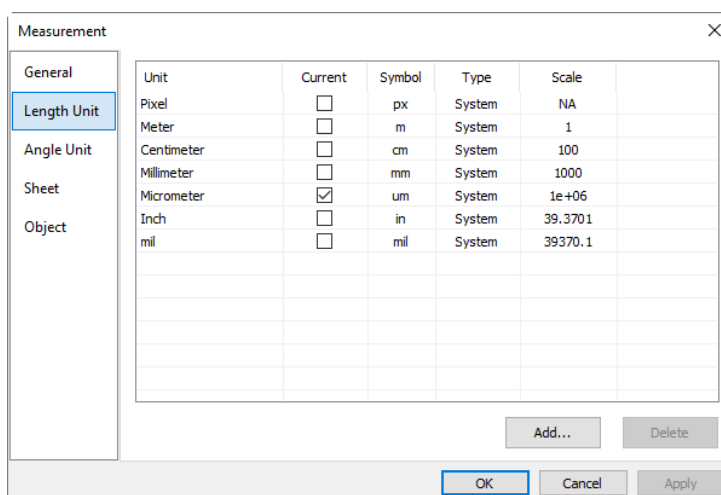 Measurement
General
Length Unit
Angle Unit
Sheet
Object
Unit Current Symbol Type Scale
Pixel px System NA
Meter m System 1
Centimeter cm System 100
Millimeter mm System 1000
Micrometer um System 1e+06
Inch in System 39.3701
mil mil System 39370.1
Add... Delete
OK Cancel Apply